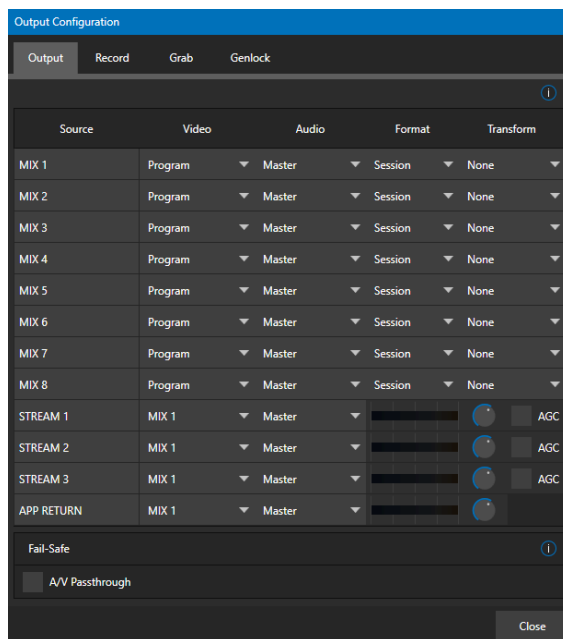 Output Configuration
Output Record Grab Genlock
Source Video Audio Format Transform
MIX 1 Program Master Session None
MIX 2 Program Master Session None
MIX 3 Program Master Session None
MIX 4 Program Master Session None
MIX 5 Program Master Session None
MIX 6 Program Master Session None
MIX 7 Program Master Session None
MIX 8 Program Master Session None
STREAM 1 MIX 1 Master AGC
STREAM 2 MIX 1 Master AGC
STREAM 3 MIX 1 Master AGC
APP RETURN MIX 1 Master
Fail-Safe
A/V Passthrough
Close